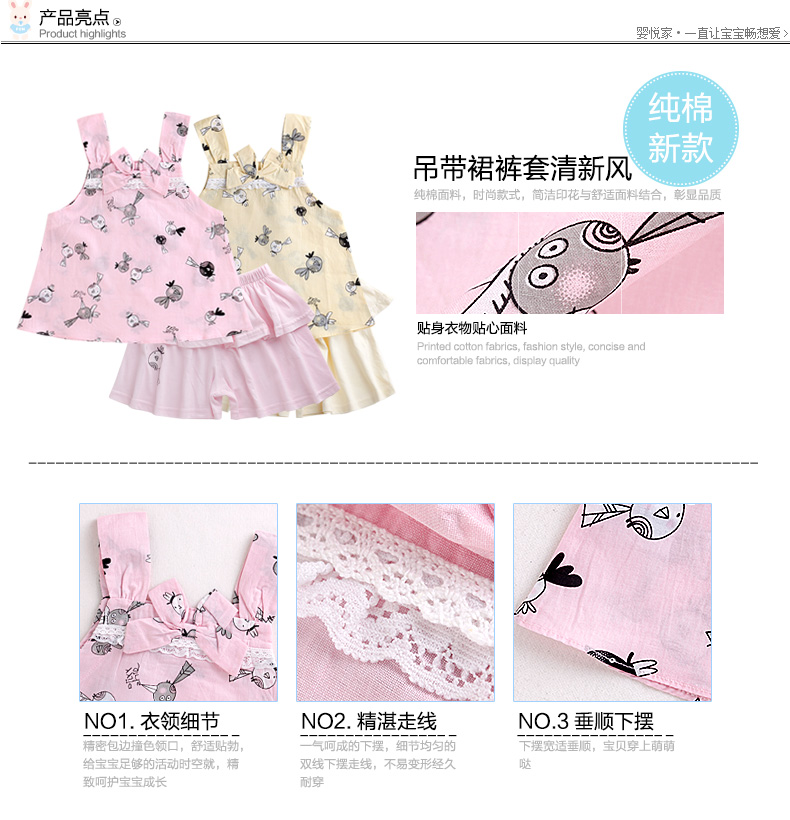 产品亮点
Product highlights
婴悦家·一直让宝宝畅想爱
纯棉
新款
吊带裙裤套清新风
纯棉面料，时尚款式，简洁印花与舒适面料结合，彰显品质
贴身衣物贴心面料
Printed cotton fabrics, fashion style, concise and
comfortable fabrics, display quality
NO1. 衣领细节
精密包边撞色领口，舒适贴勃，
给宝宝足够的活动时空就，精
致呵护宝宝成长
NO2. 精湛走线
一气呵成的下摆，细节均匀的
双线下摆走线，不易变形经久
耐穿
NO.3 垂顺下摆
下摆宽适垂顺，宝贝穿上萌萌
哒